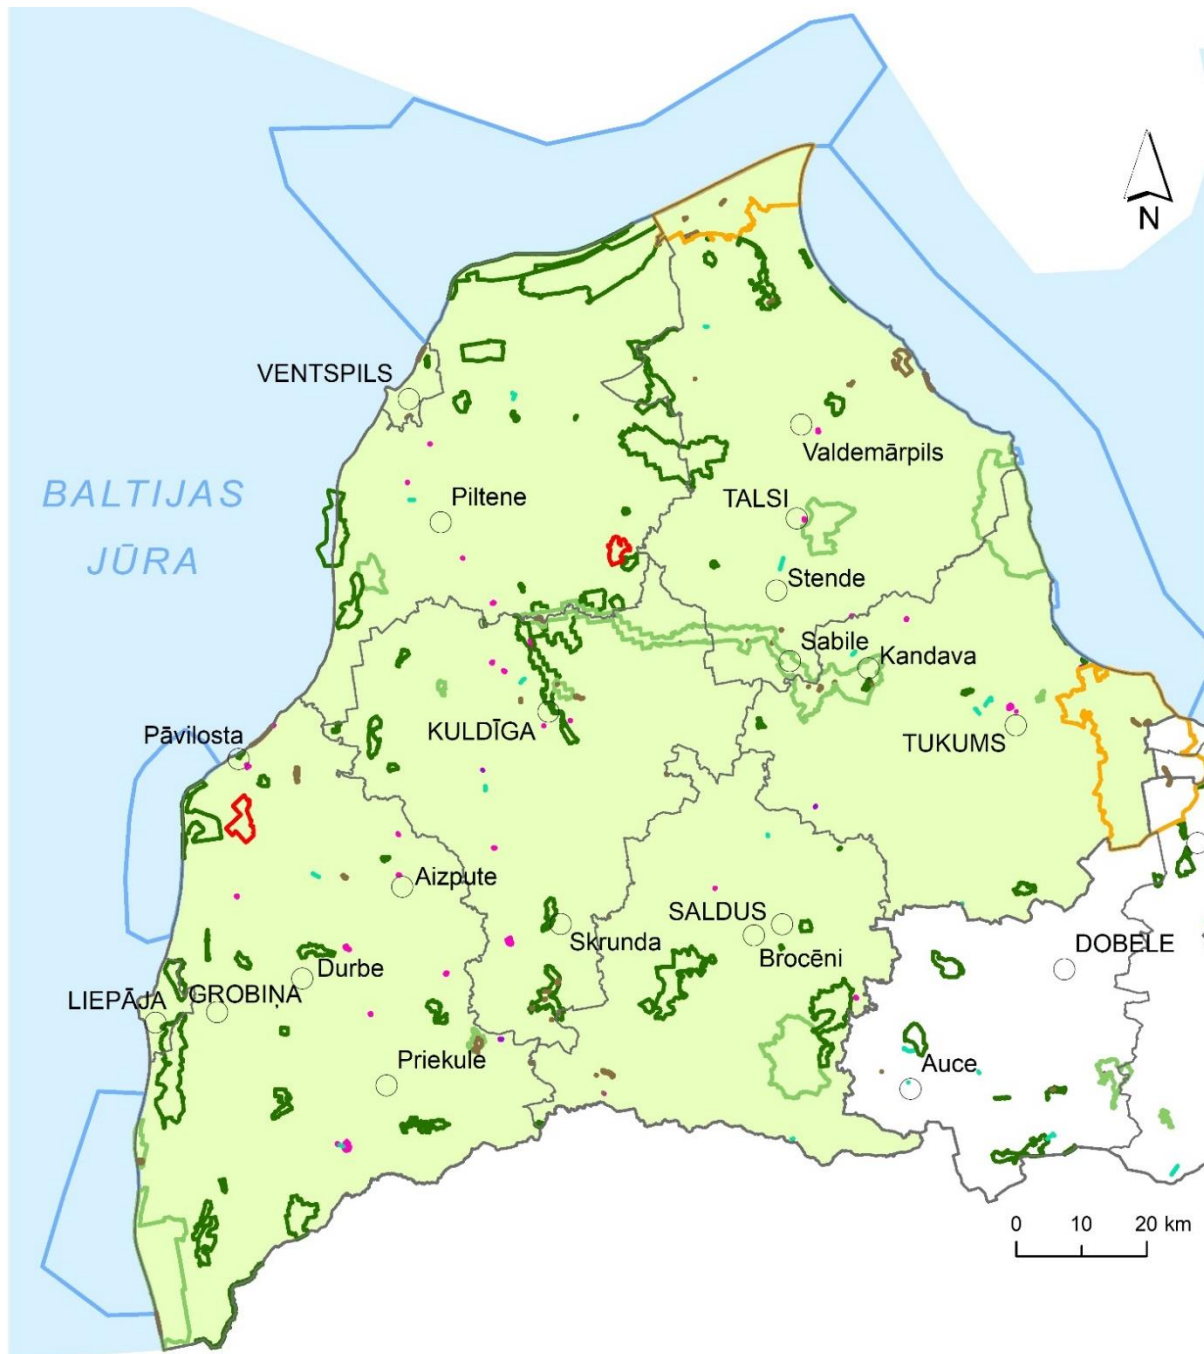 N
VENTSPILS
Valdemārpils
BALTIJAS
JŪRA
Piltene
TALSI
Stende
Sabile
Kandava
Pāvilosta
KULDĪGA
TUKUMS
Aizpute
SALDUS
Skrunda
Brocēni
DOBELE
Durbe
LIEPĀJA
GROBIŅA
Priekule
Auce
0 10 20 km